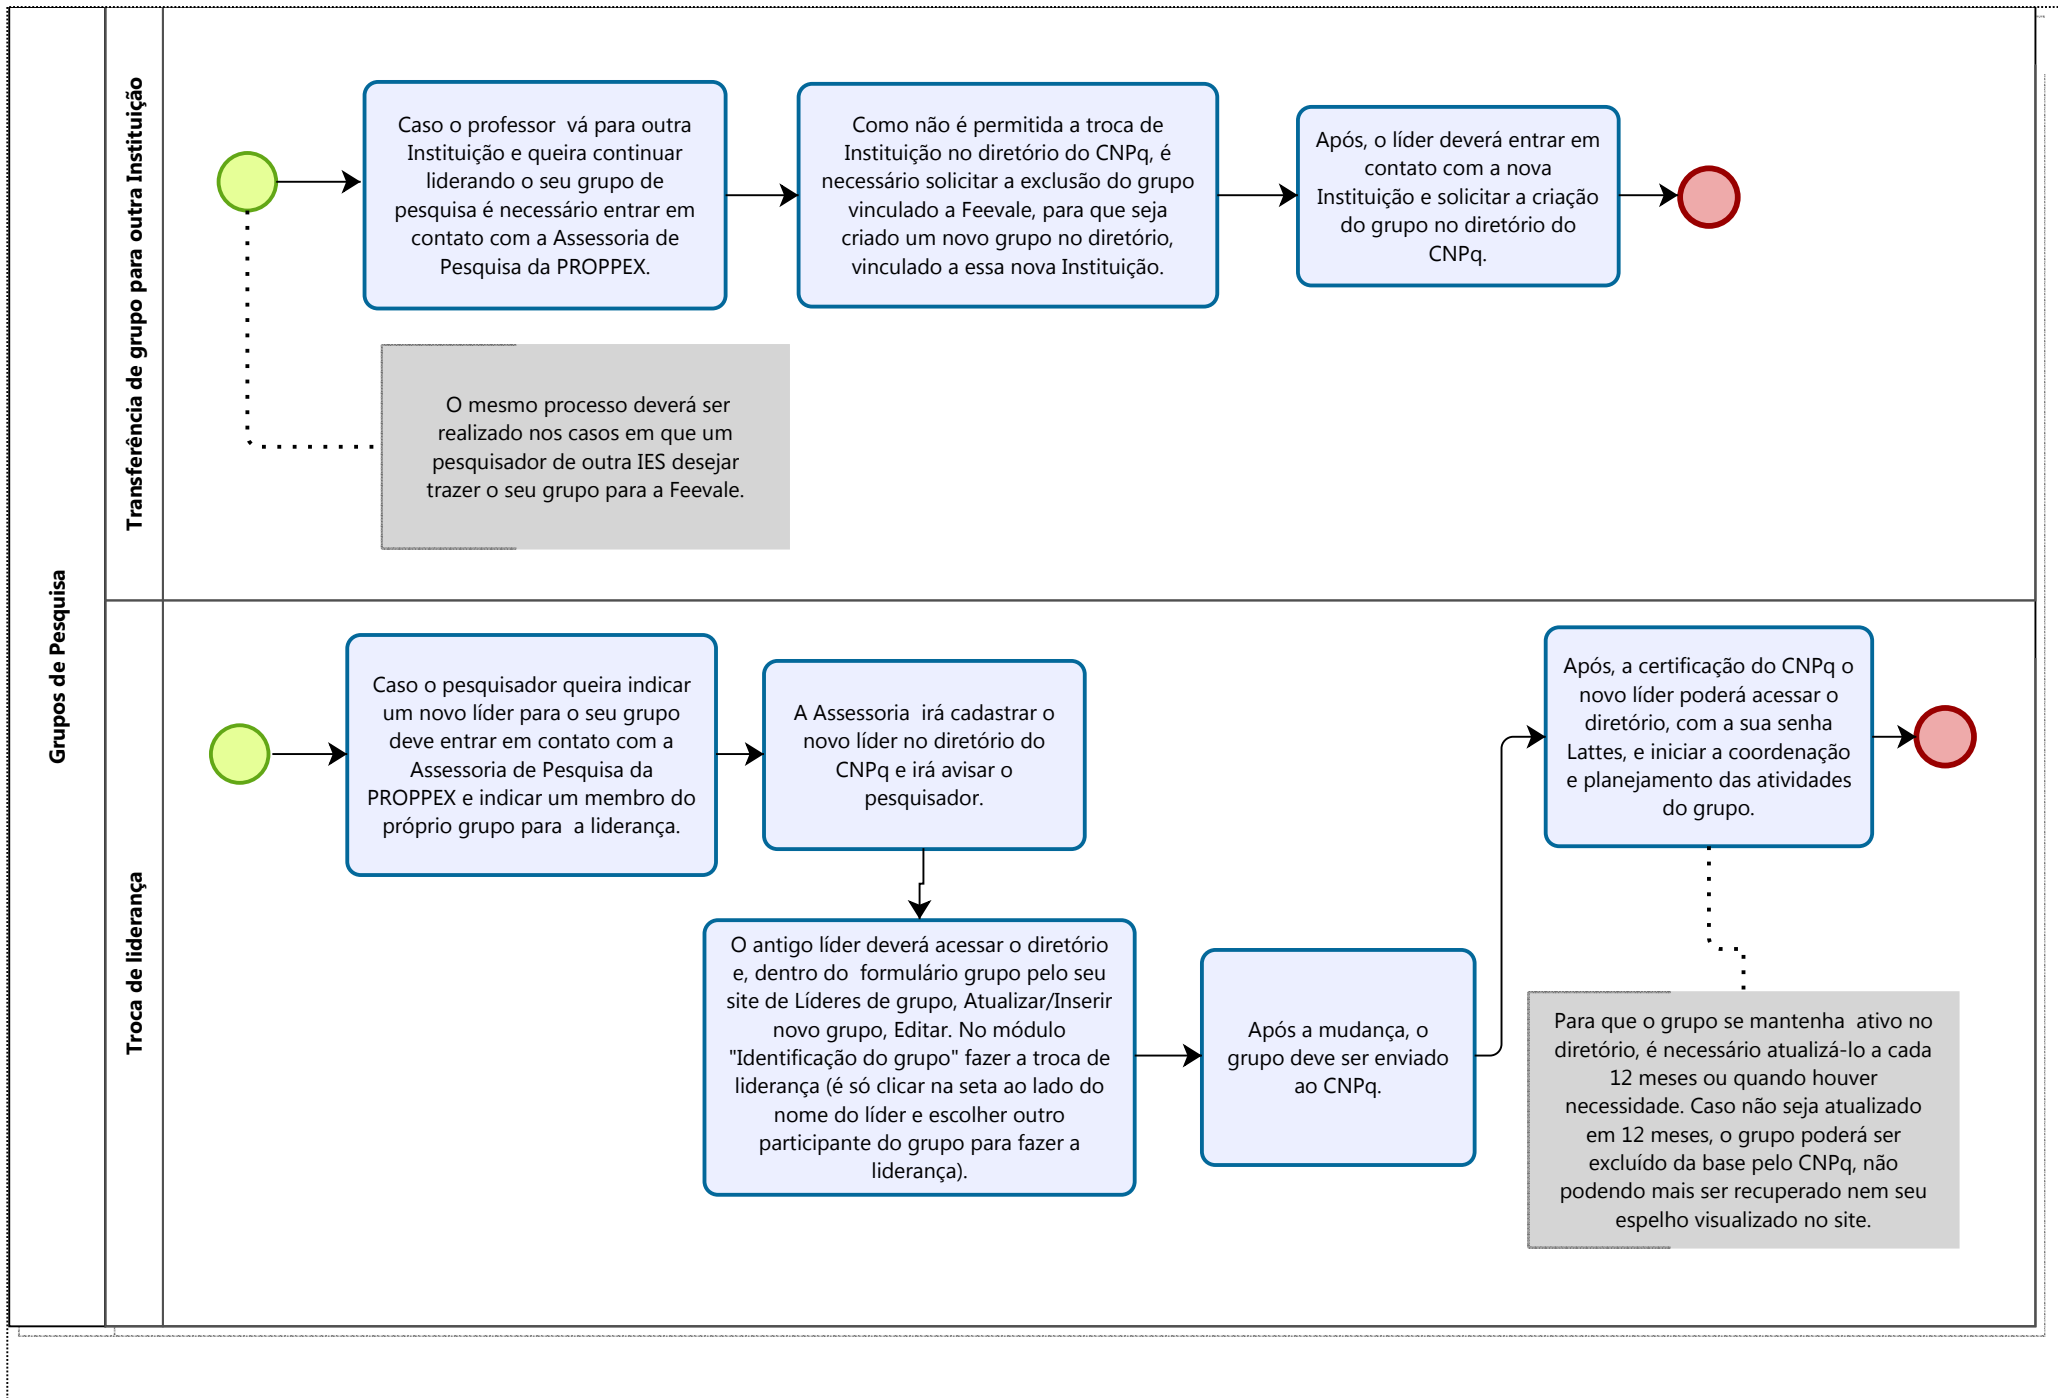 Grupos de Pesquisa
Transferência de grupo para outra Instituição
Caso o professor  vá para outra
Instituição e queira continuar
liderando o seu grupo de
pesquisa é necessário entrar em
contato com a Assessoria de
Pesquisa da PROPPEX.
Como não é permitida a troca de
Instituição no diretório do CNPq, é
necessário solicitar a exclusão do grupo
vinculado a Feevale, para que seja
criado um novo grupo no diretório,
vinculado a essa nova Instituição.
Após, o líder deverá entrar em
contato com a nova
Instituição e solicitar a criação
do grupo no diretório do
CNPq.
O mesmo processo deverá ser
realizado nos casos em que um
pesquisador de outra IES desejar
trazer o seu grupo para a Feevale.
Troca de liderança
Caso o pesquisador queira indicar
um novo líder para o seu grupo
deve entrar em contato com a
Assessoria de Pesquisa da
PROPPEX e indicar um membro do
próprio grupo para  a liderança.
A Assessoria  irá cadastrar o
novo líder no diretório do
CNPq e irá avisar o
pesquisador.
O antigo líder deverá acessar o diretório
e, dentro do  formulário grupo pelo seu
site de Líderes de grupo, Atualizar/Inserir
novo grupo, Editar. No módulo
"Identificação do grupo" fazer a troca de
liderança (é só clicar na seta ao lado do
nome do líder e escolher outro
participante do grupo para fazer a
liderança).
Após a mudança, o
grupo deve ser enviado
ao CNPq.
Após, a certificação do CNPq o
novo líder poderá acessar o
diretório, com a sua senha
Lattes, e iniciar a coordenação
e planejamento das atividades
do grupo.
Para que o grupo se mantenha  ativo no
diretório, é necessário atualizá-lo a cada
12 meses ou quando houver
necessidade. Caso não seja atualizado
em 12 meses, o grupo poderá ser
excluído da base pelo CNPq, não
podendo mais ser recuperado nem seu
espelho visualizado no site.